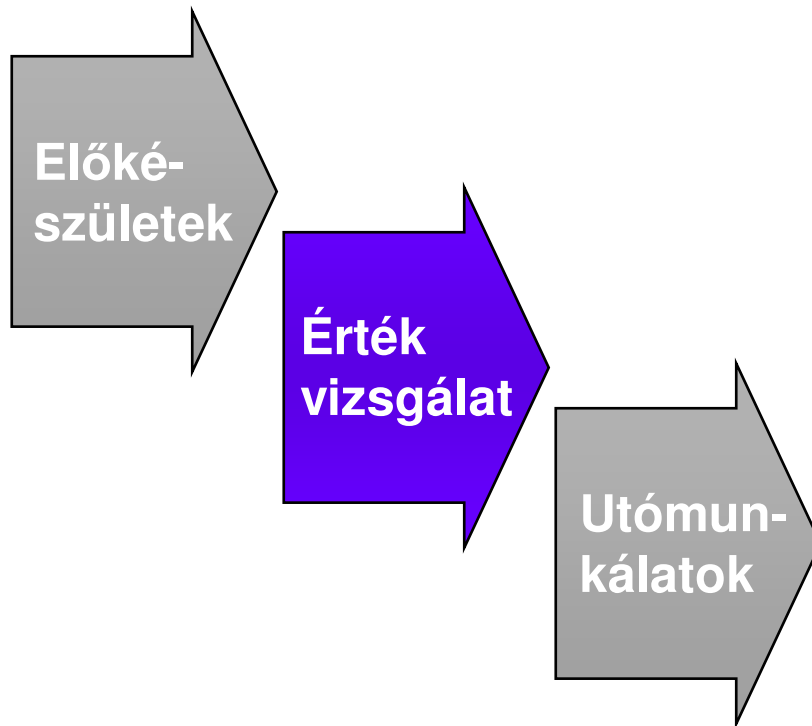 Előké-
születek
Érték
vizsgálat
Utómun-
kálatok